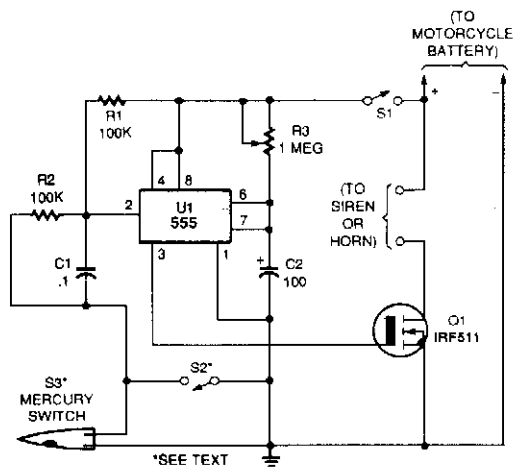 (TO
MOTORCYCLE
BATTERY)
R1
100K
S1
+
–
R3
1 MEG
R2
100K
4
8
2
U1
555
6
7
3
1
(TO
SIREN
OR
HORN)
C1
.1
+
C2
100
Q1
IRF511
S2*
S3*
MERCURY
SWITCH
*SEE TEXT